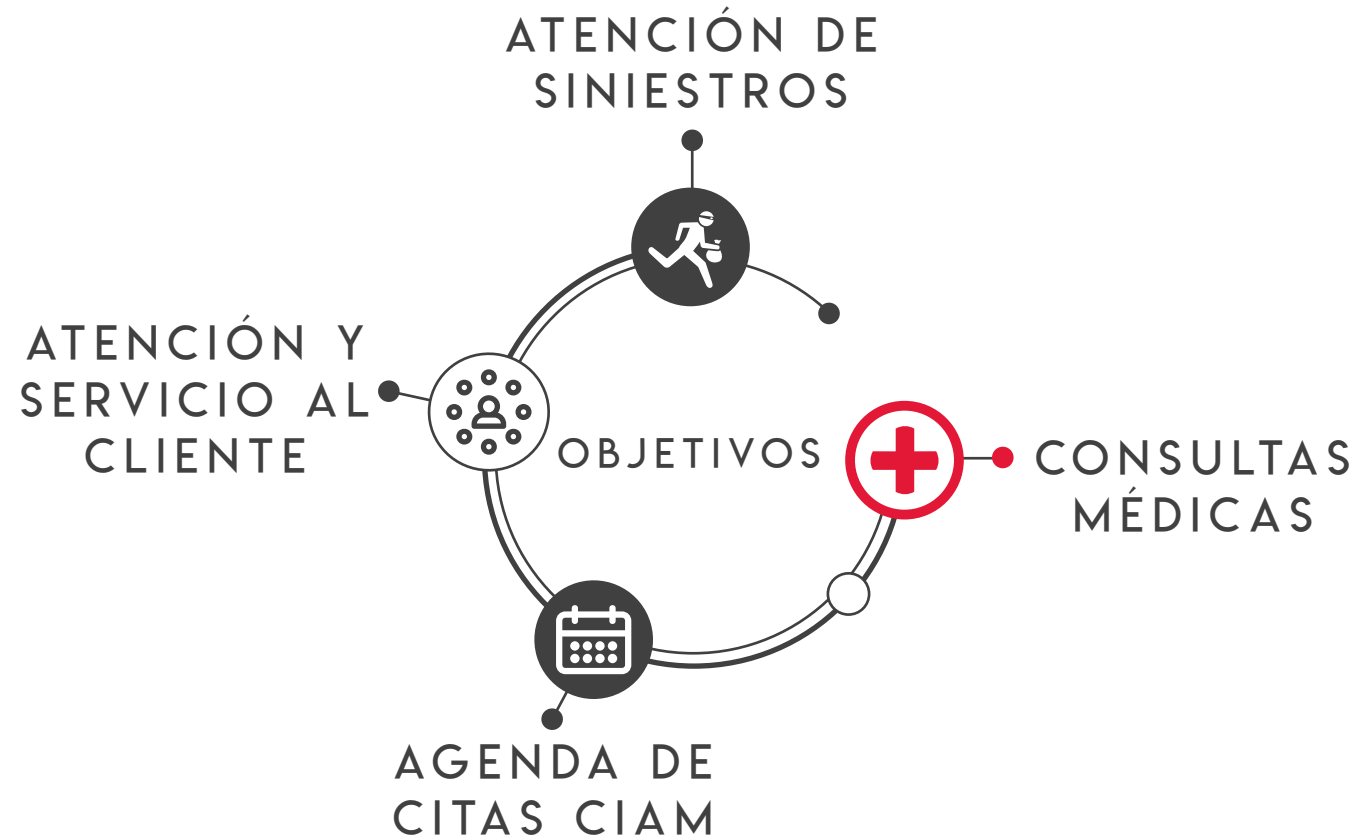 ATENCIÓN DE
SINIESTROS
ATENCIÓN Y
SERVICIO AL
CLIENTE
OBJETIVOS
CONSULTAS
MÉDICAS
AGENDA DE
CITAS CIAM